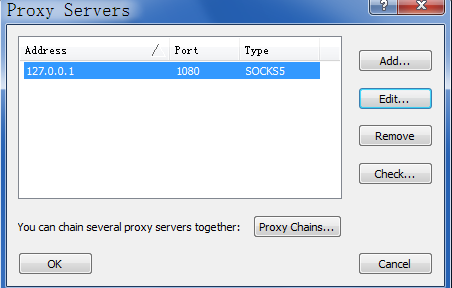 Proxy Servers ?
Address / Port Type
127.0.0.1 1080 SOCKS5
Add...
Edit...
Remove
Check...
You can chain several proxy servers together: Proxy Chains...
OK Cancel